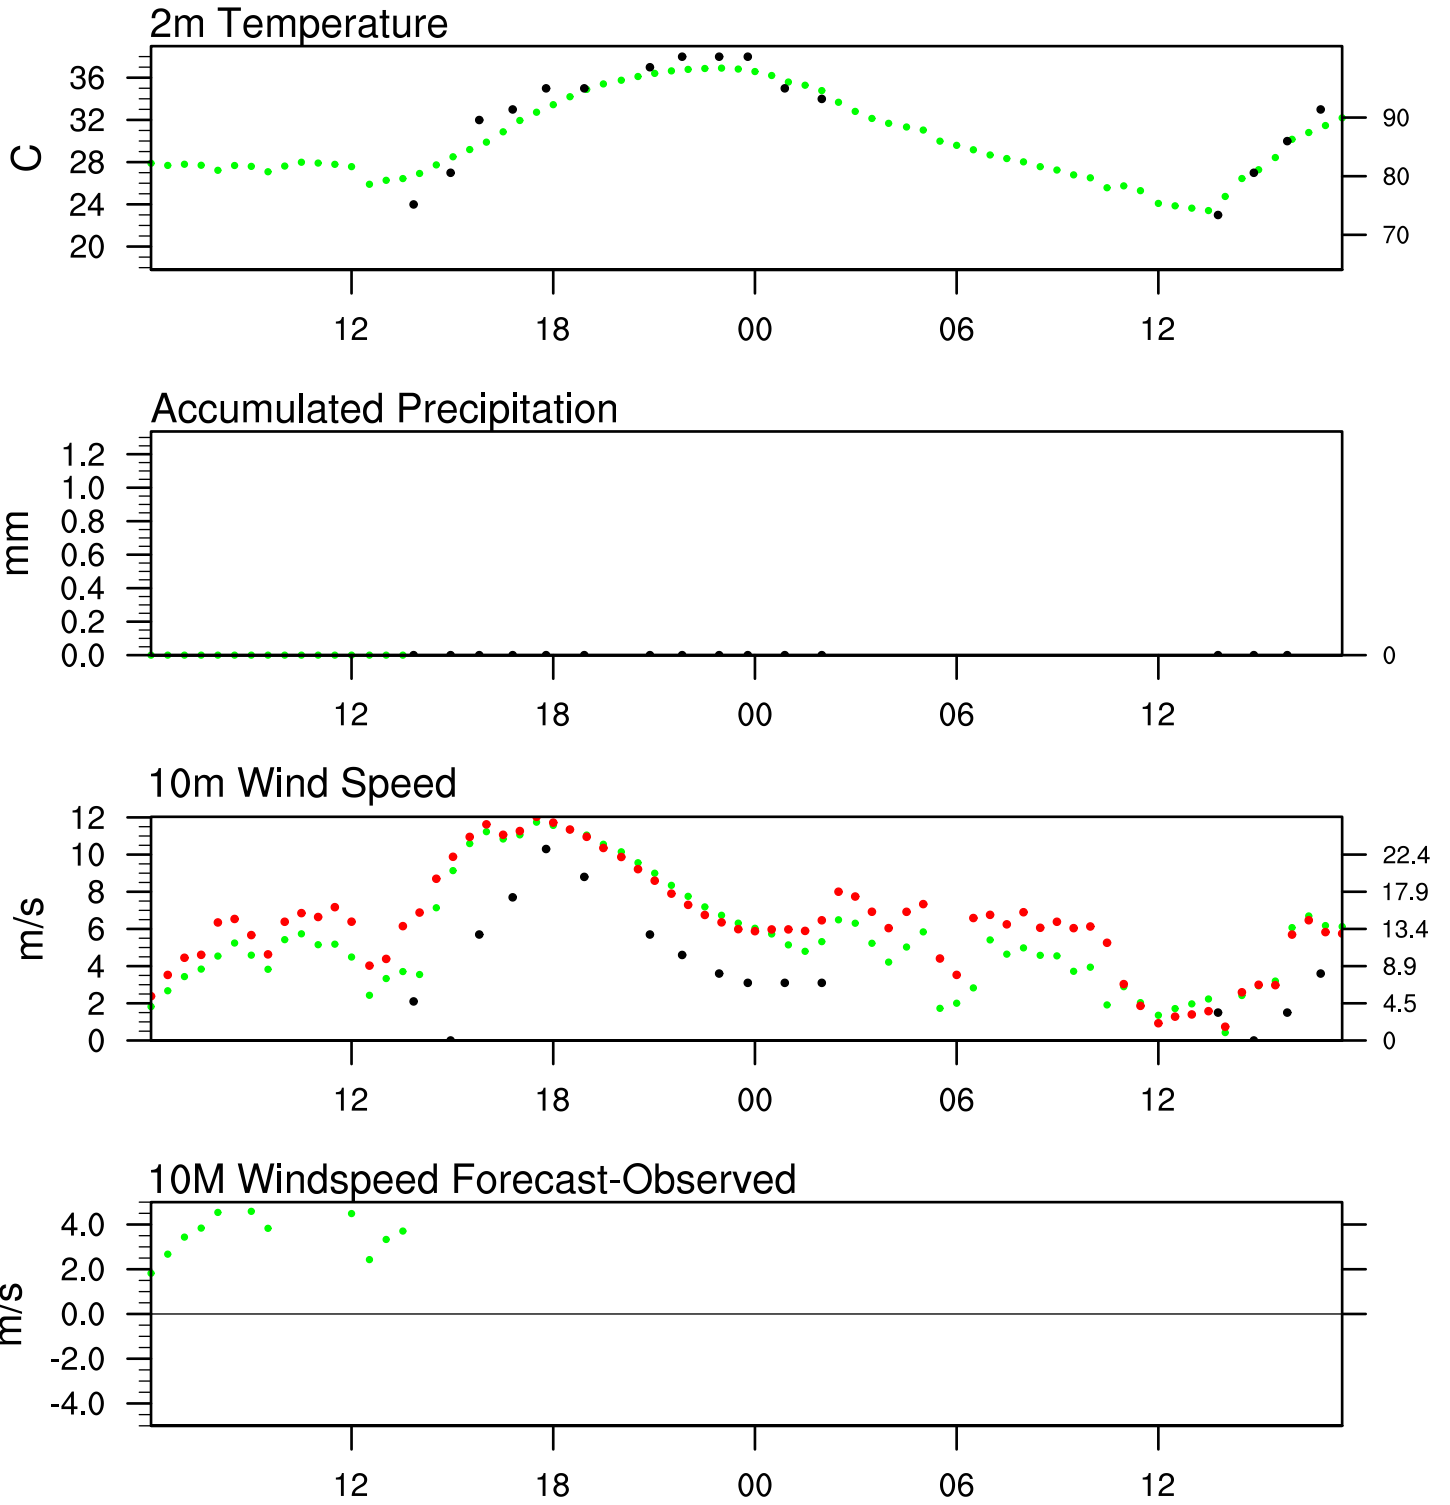 2m Temperature
36
32
28
24
20
C
90
80
70
12 18 00 06 12
Accumulated Precipitation
1.2
1.0
0.8
0.6
0.4
0.2
0.0
mm
0
12 18 00 06 12
10m Wind Speed
12
10
8
6
4
2
0
m/s
22.4
17.9
13.4
8.9
4.5
0
12 18 00 06 12
10M Windspeed Forecast-Observed
4.0
2.0
0.0
-2.0
-4.0
m/s
12 18 00 06 12